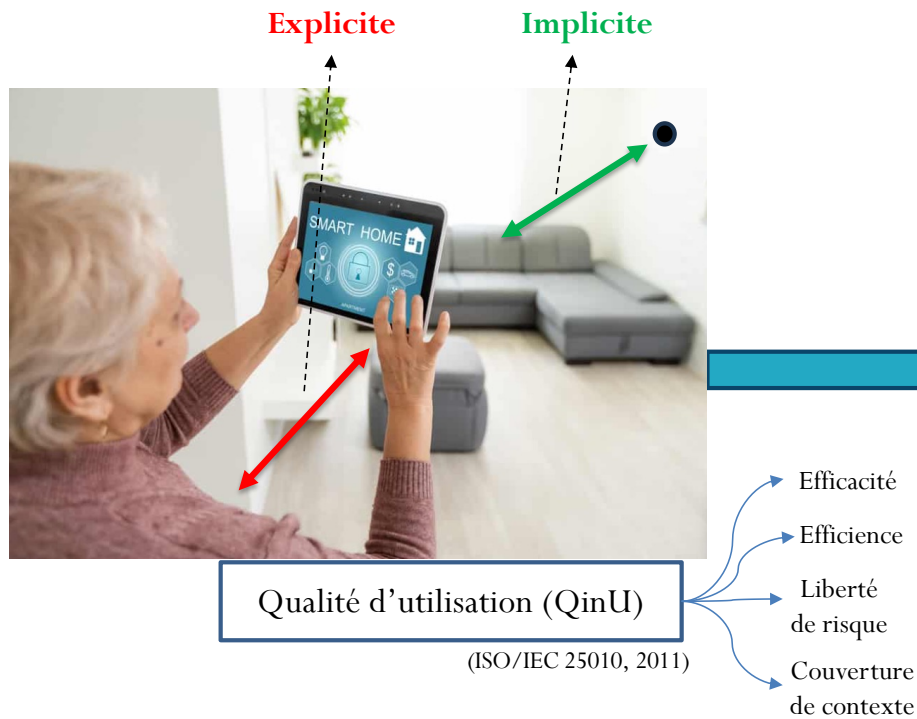 Explicite
Implicite
SMART HOME
$
APARTMENT
Efficacité
Efficience
Qualité d’utilisation (QinU)
Liberté
de risque
(ISO/IEC 25010, 2011)
Couverture
de contexte